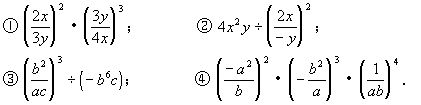 ① (2x/3y)² • (3y/4x)³； ② 4x²y ÷ (2x/−y)²；
③ (b²/ac)³ ÷ (−b⁶c)； ④ (−a²/b)² • (−b²/a)³ • (1/ab)⁴．